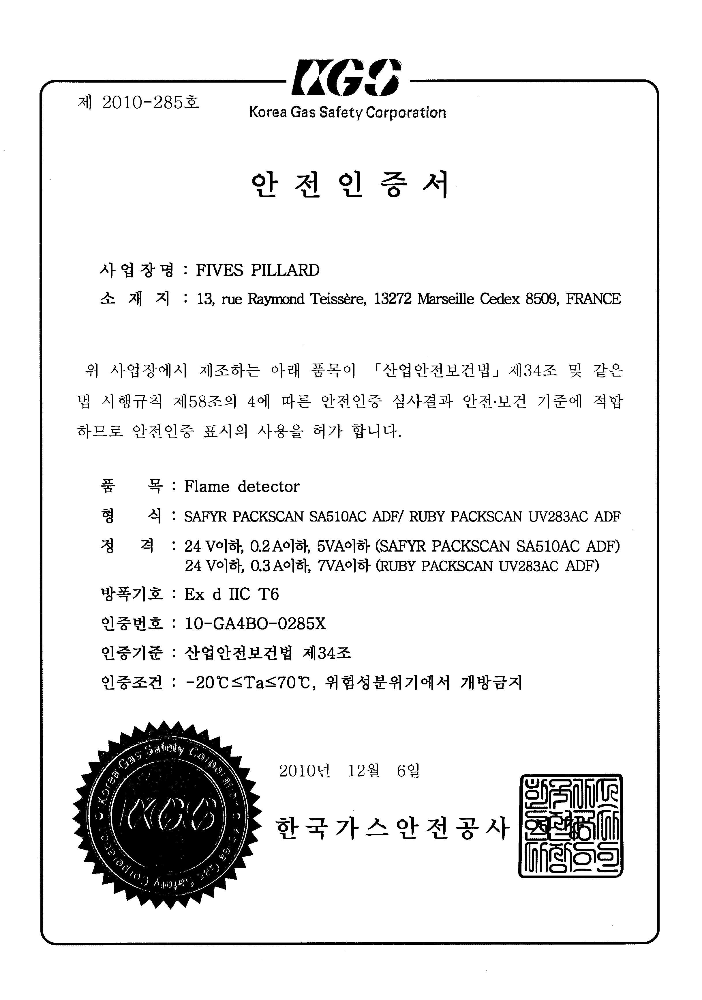 KGS
제 2010-285호
Korea Gas Safety Corporation
안전인증서
사업장명 : FIVES PILLARD
소 재 지 : 13, rue Raymond Teissère, 13272 Marseille Cedex 8509, FRANCE
위 사업장에서 제조하는 아래 품목이 「산업안전보건법」제34조 및 같은
법 시행규칙 제58조의 4에 따른 안전인증 심사결과 안전·보건 기준에 적합
하므로 안전인증 표시의 사용을 허가 합니다.
품 목 : Flame detector
형 식 : SAFYR PACKSCAN SA510AC ADF/ RUBY PACKSCAN UV283AC ADF
정 격 : 24 V이하, 0.2 A이하, 5VA이하 (SAFYR PACKSCAN SA510AC ADF)
24 V이하, 0.3 A이하, 7VA이하 (RUBY PACKSCAN UV283AC ADF)
방폭기호 : Ex d IIC T6
인증번호 : 10-GA4BO-0285X
인증기준 : 산업안전보건법 제34조
인증조건 : -20℃≤Ta≤70℃, 위험성분위기에서 개방금지
Korea Gas Safety Corporation
KGS
Korea Gas Safety Corporation
2010년 12월 6일
한국가스안전공사